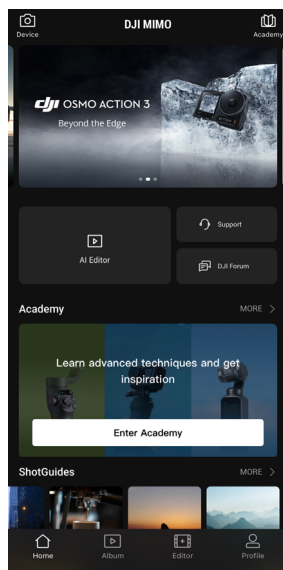 DJI MIMO
Device
Academy
dji OSMO ACTION 3
Beyond the Edge
AI Editor
Support
DJI Forum
Academy
MORE >
Learn advanced techniques and get
inspiration
Enter Academy
ShotGuides
MORE >
Home
Album
Editor
Profile